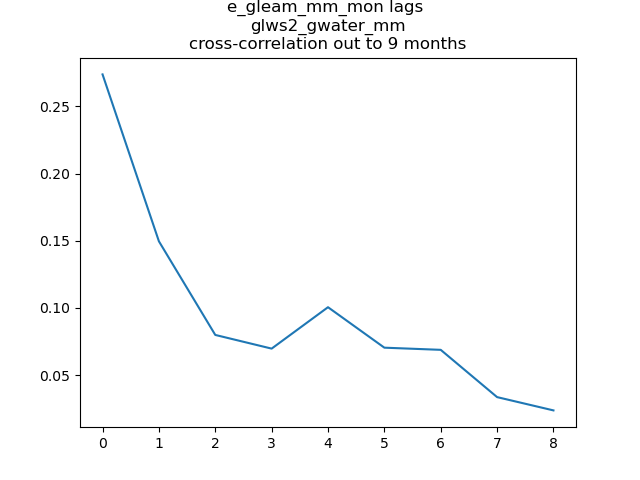 e_gleam_mm_mon lags
glws2_gwater_mm
cross-correlation out to 9 months
0.25
0.20
0.15
0.10
0.05
0 1 2 3 4 5 6 7 8